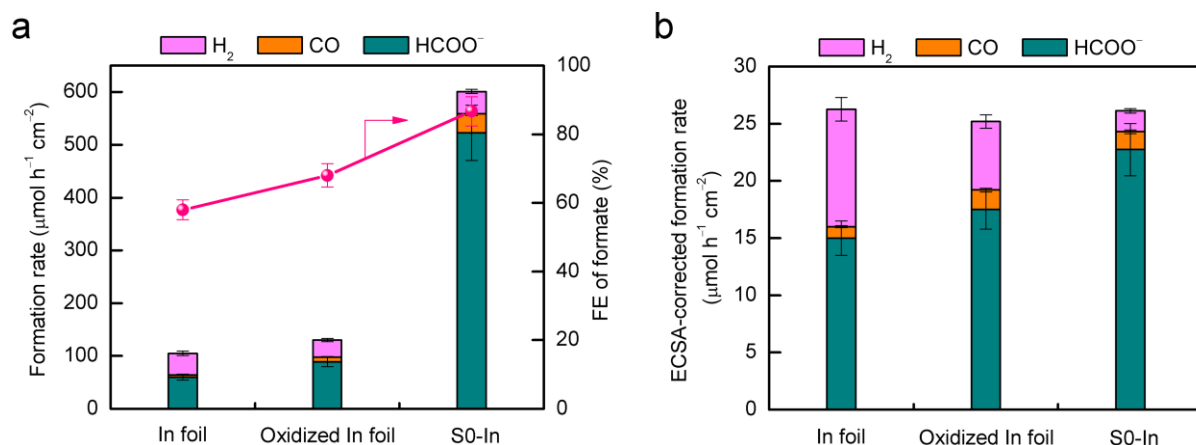 a
H₂ CO HCOO⁻
Formation rate (μmol h⁻¹ cm⁻²)
600
500
400
300
200
100
0
100
80
60
40
20
0
FE of formate (%)
In foil Oxidized In foil S0-In
b
H₂ CO HCOO⁻
ECSA-corrected formation rate
(μmol h⁻¹ cm⁻²)
30
25
20
15
10
5
0
In foil Oxidized In foil S0-In